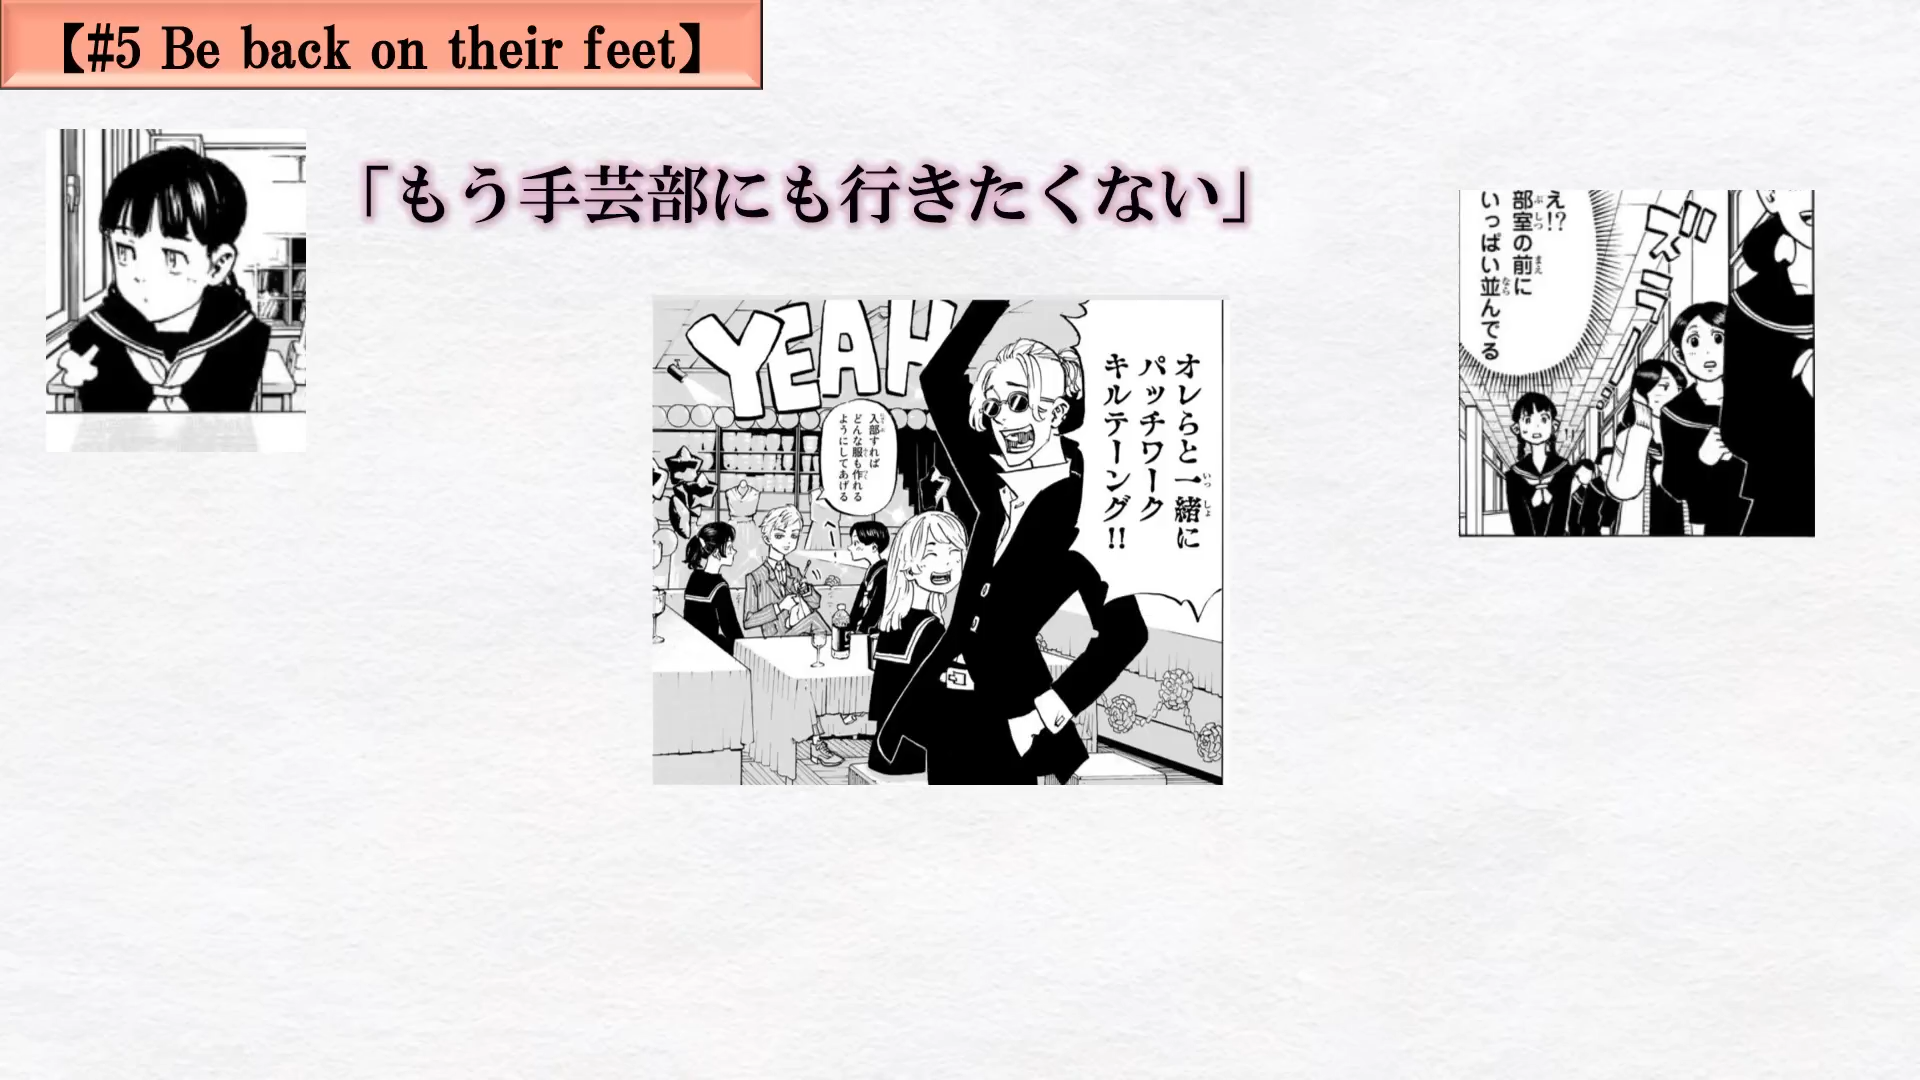 【#5 Be back on their feet】
「もう手芸部にも行きたくない」
YEAH
オレらと一緒に
パッチワーク
キルテーング!!
入部すれば
どんな服も作れる
ようにしてあげる
え!?
部室の前に
いっぱい並んでる
ズラーッ